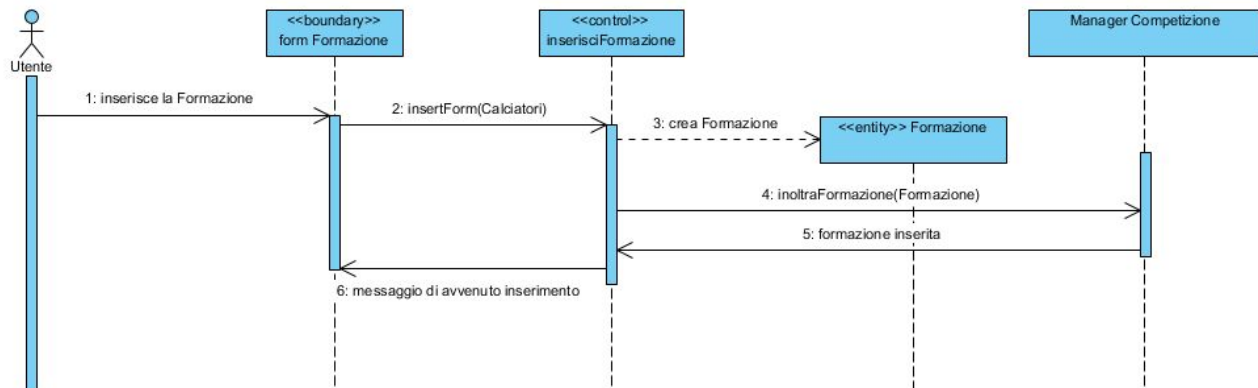 <<boundary>>
form Formazione
<<control>>
inserisciFormazione
Manager Competizione
Utente
1: inserisce la Formazione
2: insertForm(Calciatori)
3: crea Formazione
<<entity>> Formazione
4: inoltraFormazione(Formazione)
5: formazione inserita
6: messaggio di avvenuto inserimento